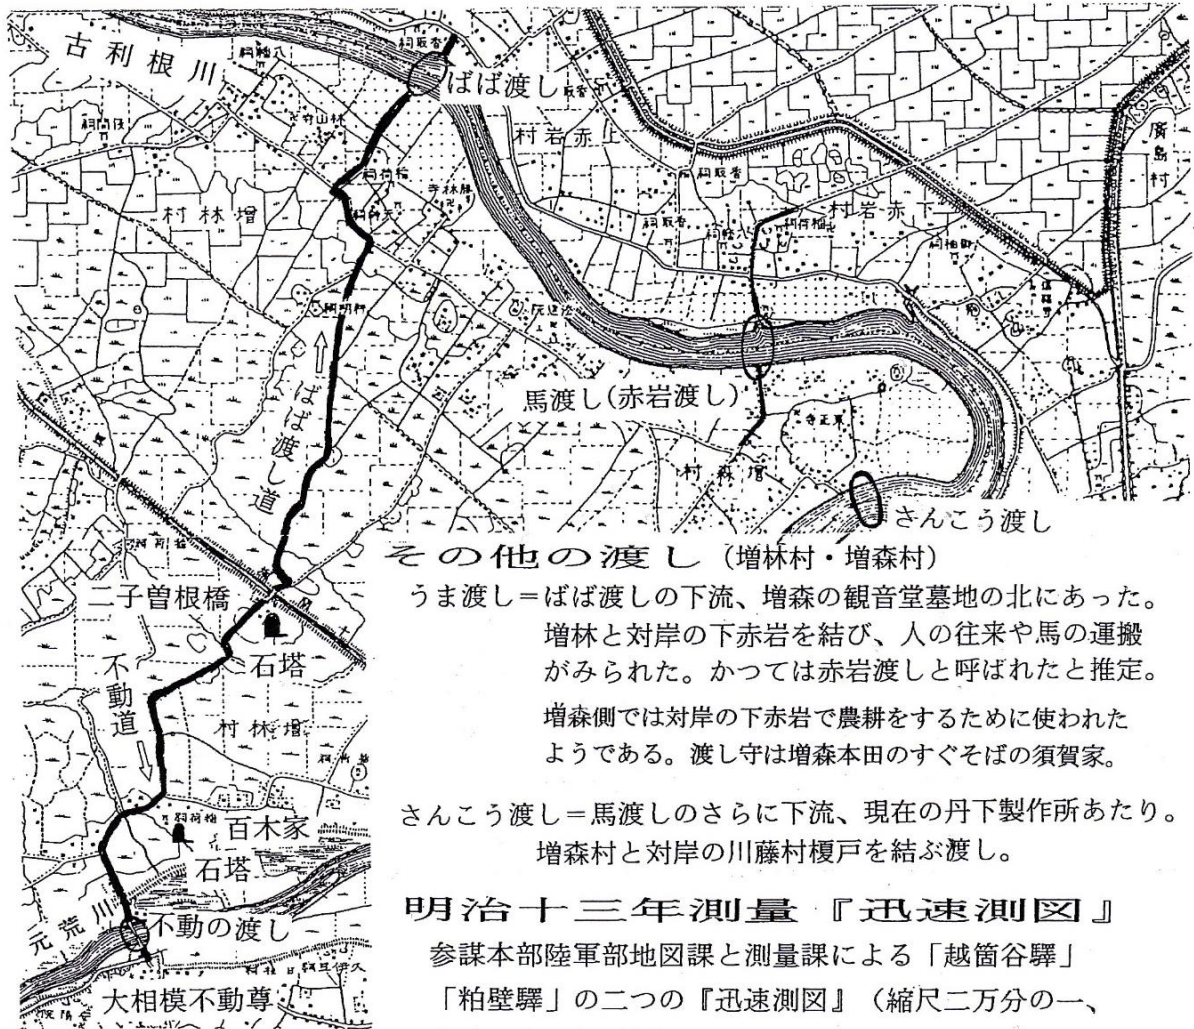 古利根川
ばば渡し
上赤岩村
廣島村
下赤岩村
増林村
ばば渡し道
馬渡し(赤岩渡し)
東正寺
増森村
さんこう渡し
二子曽根橋
石塔
不動道
増林村
百木家
石塔
元荒川
不動の渡し
大相模不動尊
その他の渡し(増林村・増森村)
うま渡し=ばば渡しの下流、増森の観音堂墓地の北にあった。
増林と対岸の下赤岩を結び、人の往来や馬の運搬
がみられた。かつては赤岩渡しと呼ばれたと推定。
増森側では対岸の下赤岩で農耕をするために使われた
ようである。渡し守は増森本田のすぐそばの須賀家。
さんこう渡し=馬渡しのさらに下流、現在の丹下製作所あたり。
増森村と対岸の川藤村榎戸を結ぶ渡し。
明治十三年測量『迅速測図』
参謀本部陸軍部地図課と測量課による「越箇谷驛」
「粕壁驛」の二つの『迅速測図』(縮尺二万分の一、